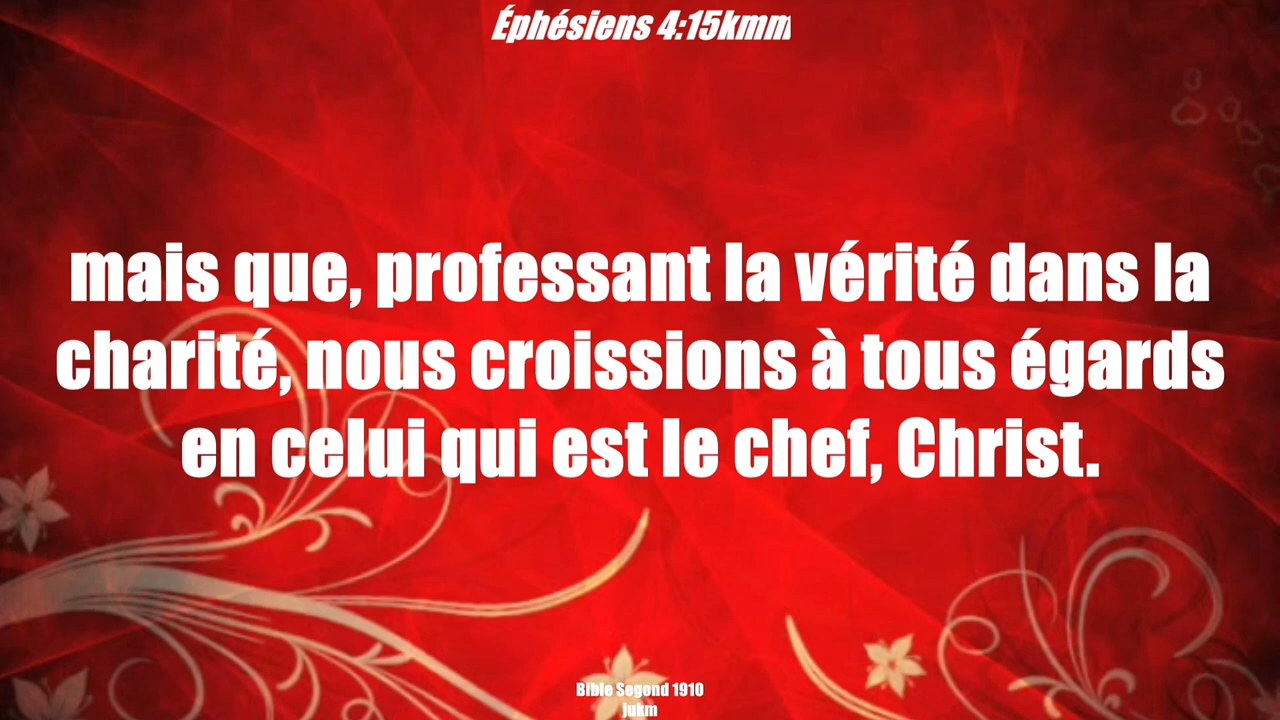 Éphésiens 4:15kmm
mais que, professant la vérité dans la
charité, nous croissions à tous égards
en celui qui est le chef, Christ.
Bible Segond 1910
jukm